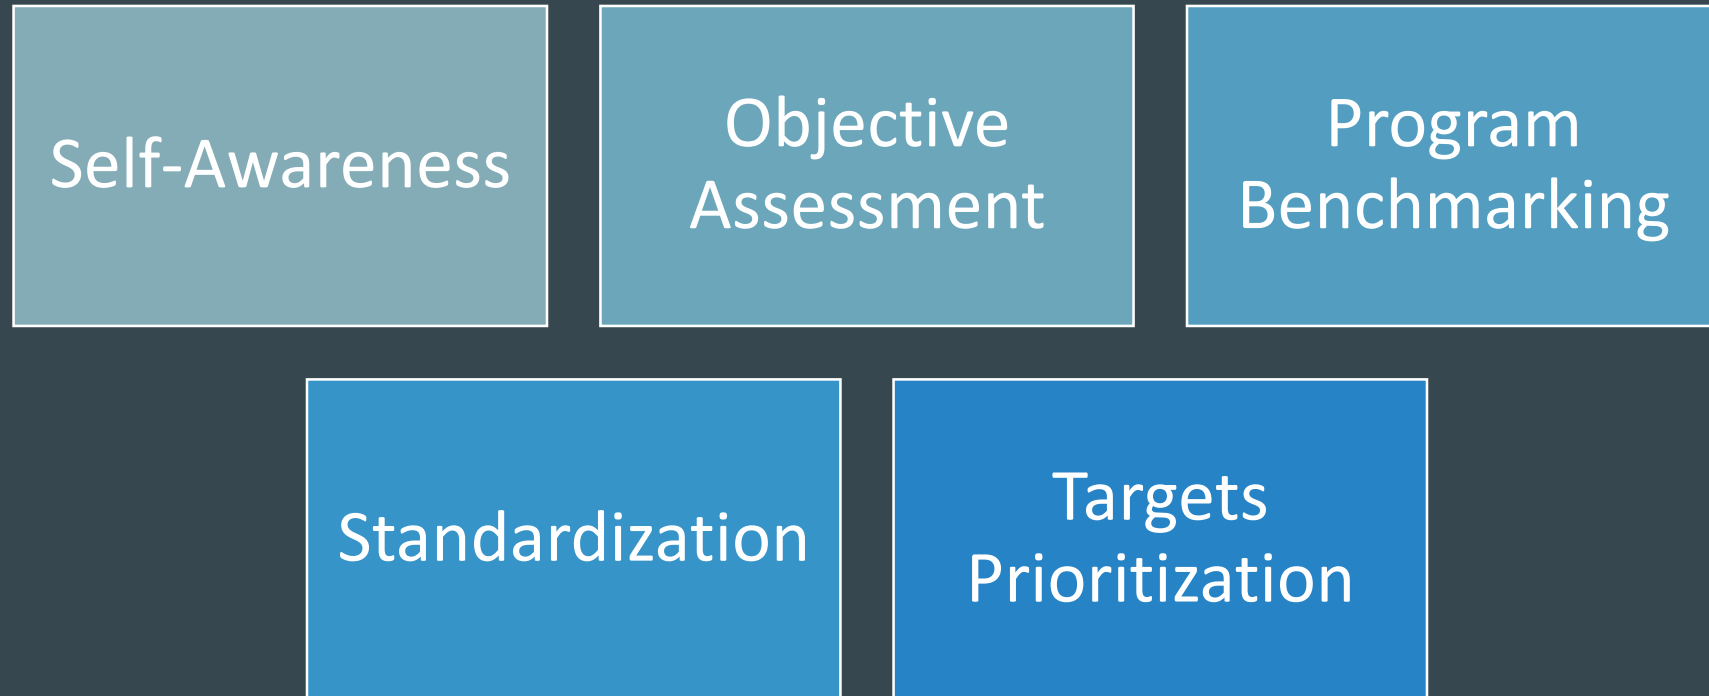 Self-Awareness
Objective
Assessment
Program
Benchmarking
Standardization
Targets
Prioritization